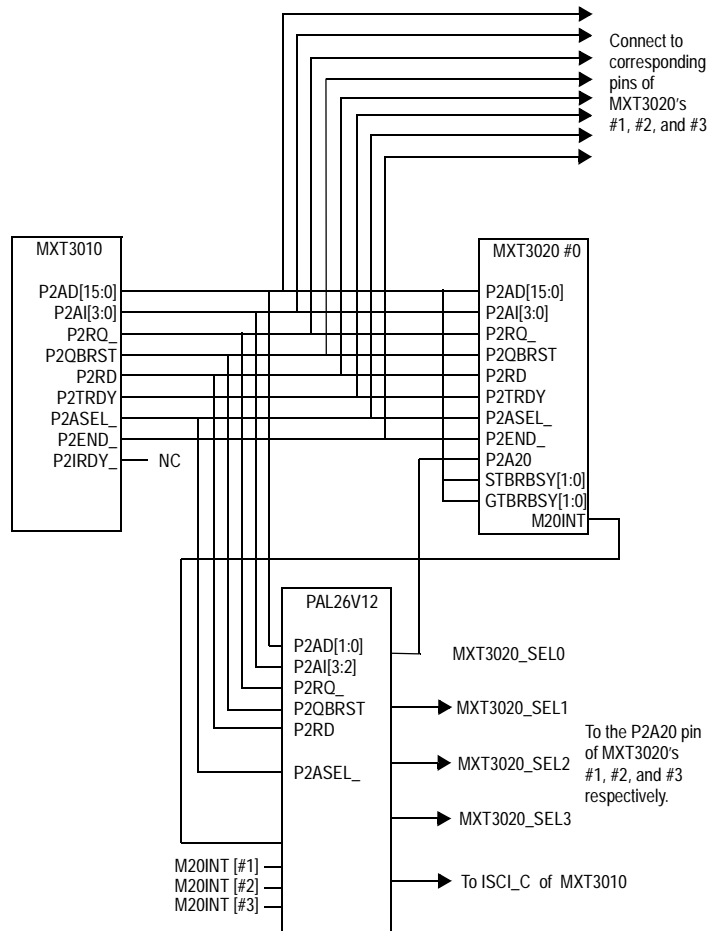 Connect to
corresponding
pins of
MXT3020's
#1, #2, and #3
MXT3010
P2AD[15:0]
P2AI[3:0]
P2RQ_
P2QBRST
P2RD
P2TRDY
P2ASEL_
P2END_
P2IRDY_
NC
MXT3020 #0
P2AD[15:0]
P2AI[3:0]
P2RQ_
P2QBRST
P2RD
P2TRDY
P2ASEL_
P2END_
P2A20
STBRBSY[1:0]
GTBRBSY[1:0]
M20INT
PAL26V12
P2AD[1:0]
P2AI[3:2]
P2RQ_
P2QBRST
P2RD
P2ASEL_
M20INT [#1]
M20INT [#2]
M20INT [#3]
MXT3020_SEL0
MXT3020_SEL1
MXT3020_SEL2
MXT3020_SEL3
To the P2A20 pin
of MXT3020's
#1, #2, and #3
respectively.
To ISCI_C of MXT3010